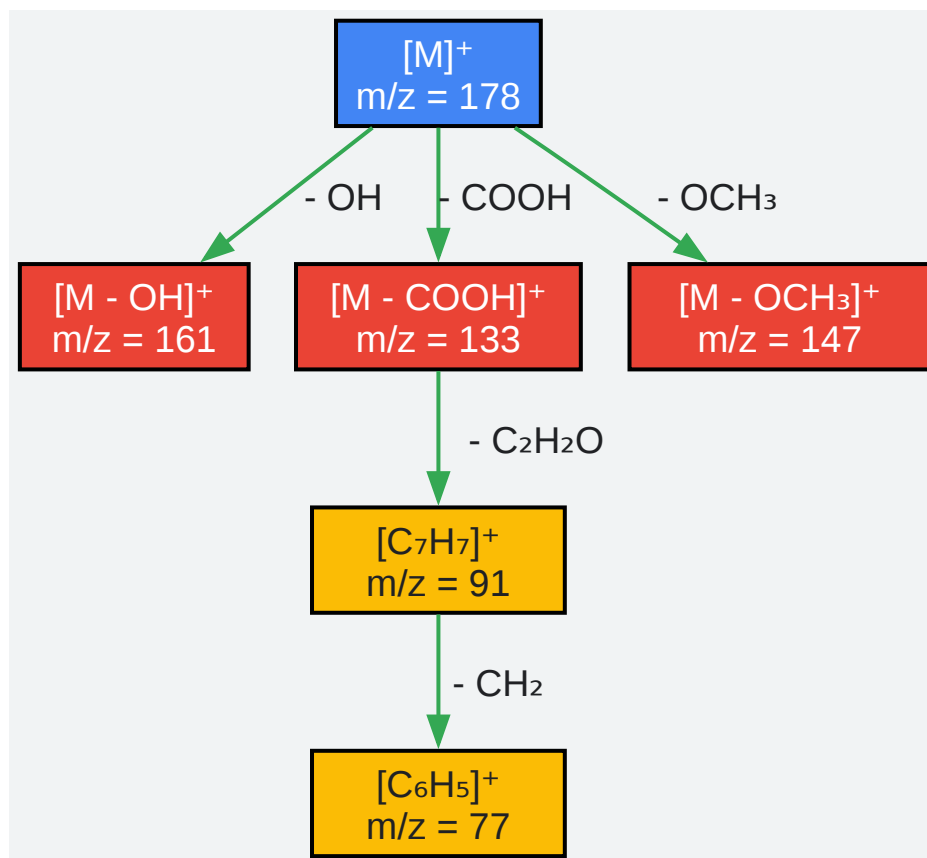 [M]⁺
m/z = 178
- OH
- COOH
- OCH₃
[M - OH]⁺
m/z = 161
[M - COOH]⁺
m/z = 133
[M - OCH₃]⁺
m/z = 147
- C₂H₂O
[C₇H₇]⁺
m/z = 91
- CH₂
[C₆H₅]⁺
m/z = 77